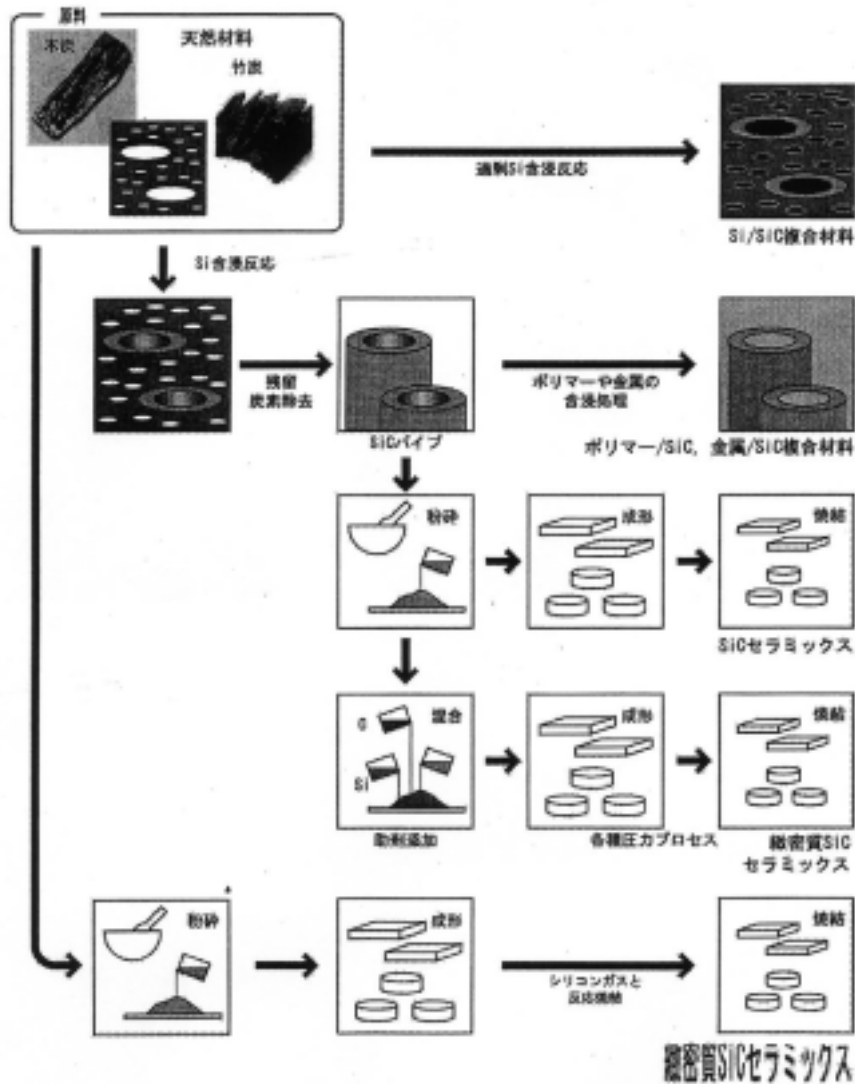 原料
天然材料
木炭
竹炭
過剰Si含浸反応
Si/SiC複合材料
Si含浸反応
残留
炭素除去
SiCパイプ
ポリマーや金属の
含浸処理
ポリマー/SiC, 金属/SiC複合材料
粉砕
成形
焼結
SiCセラミックス
C
混合
Si
助剤添加
成形
各種圧力プロセス
焼結
緻密質SiC
セラミックス
粉砕
成形
シリコンガスと
反応焼結
焼結
緻密質SiCセラミックス